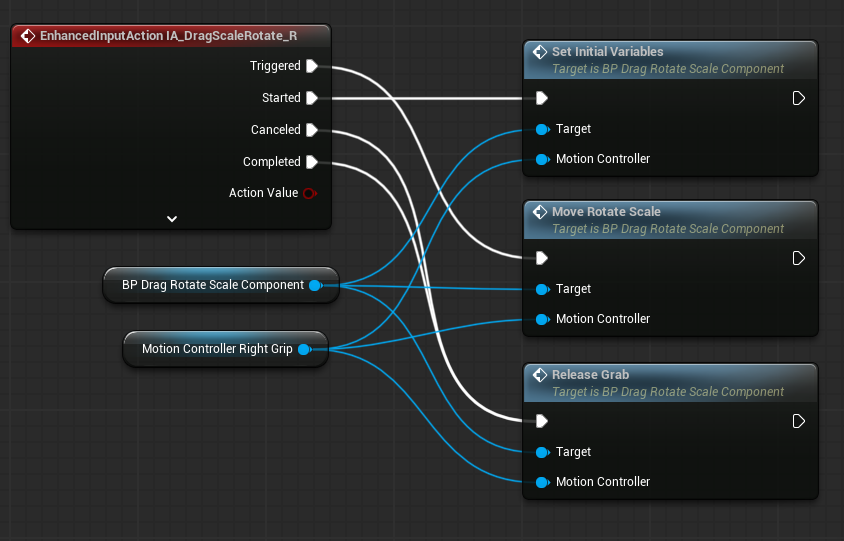 EnhancedInputAction IA_DragScaleRotate_R
Triggered
Started
Canceled
Completed
Action Value
BP Drag Rotate Scale Component
Motion Controller Right Grip
Set Initial Variables
Target is BP Drag Rotate Scale Component
Target
Motion Controller
Move Rotate Scale
Target is BP Drag Rotate Scale Component
Target
Motion Controller
Release Grab
Target is BP Drag Rotate Scale Component
Target
Motion Controller